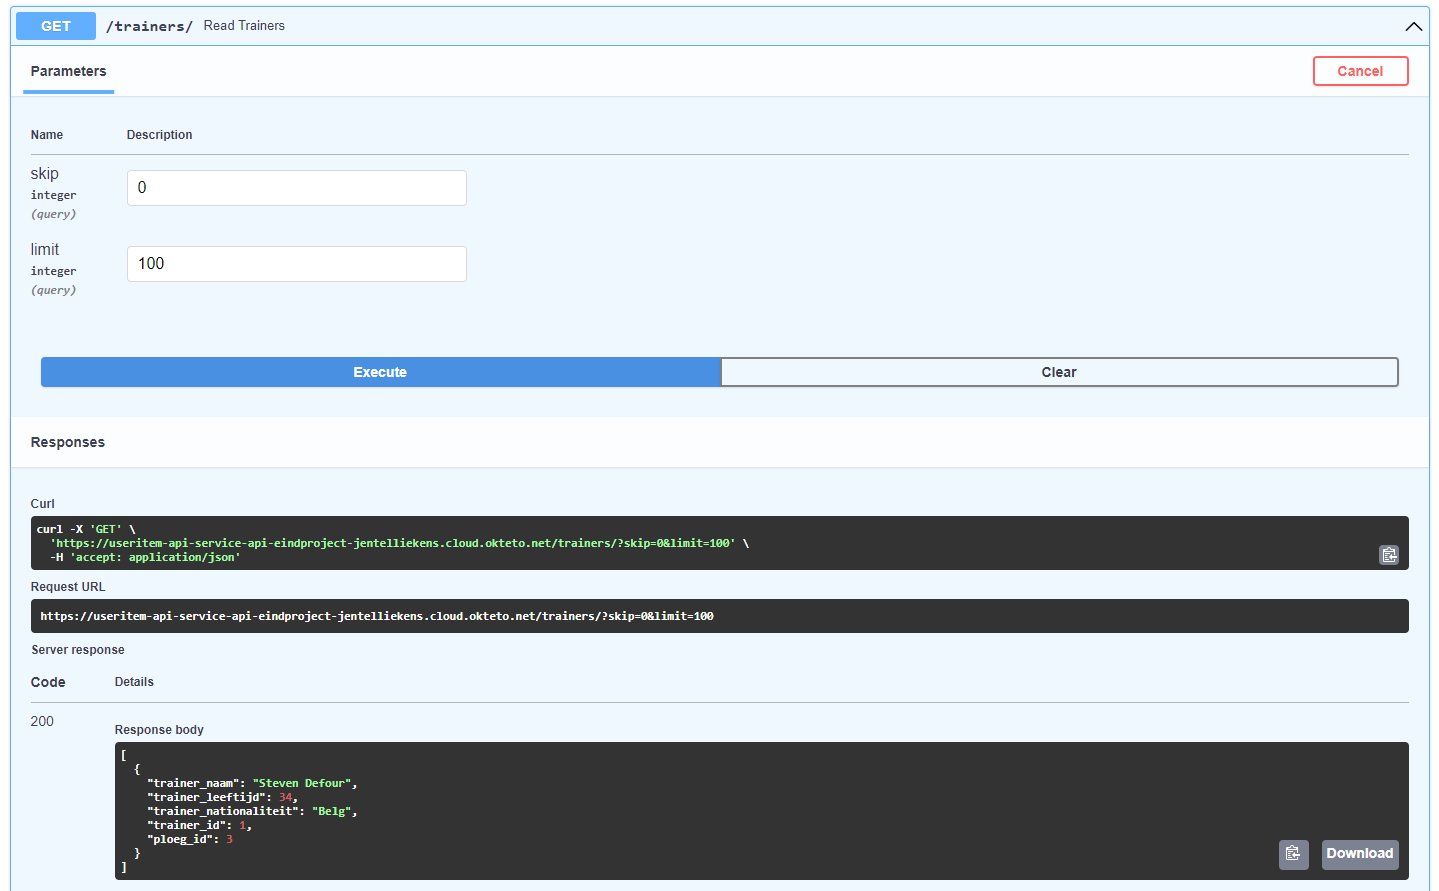 GET /trainers/ Read Trainers
Parameters
Cancel
Name Description
skip
integer
(query)
0
limit
integer
(query)
100
Execute
Clear
Responses
Curl
curl -X 'GET' \
  'https://useritem-api-service-api-eindproject-jentelliekens.cloud.okteto.net/trainers/?skip=0&limit=100' \
  -H 'accept: application/json'
Request URL
https://useritem-api-service-api-eindproject-jentelliekens.cloud.okteto.net/trainers/?skip=0&limit=100
Server response
Code Details
200
Response body
[
  {
    "trainer_naam": "Steven Defour",
    "trainer_leeftijd": 34,
    "trainer_nationaliteit": "Belg",
    "trainer_id": 1,
    "ploeg_id": 3
  }
]
Download